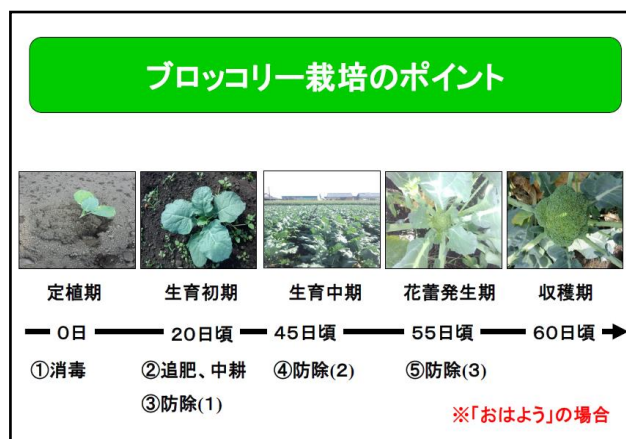 ブロッコリー栽培のポイント
定植期 生育初期 生育中期 花蕾発生期 収穫期
0日 20日頃 45日頃 55日頃 60日頃
①消毒 ②追肥、中耕 ④防除(2) ⑤防除(3)
③防除(1)
※「おはよう」の場合